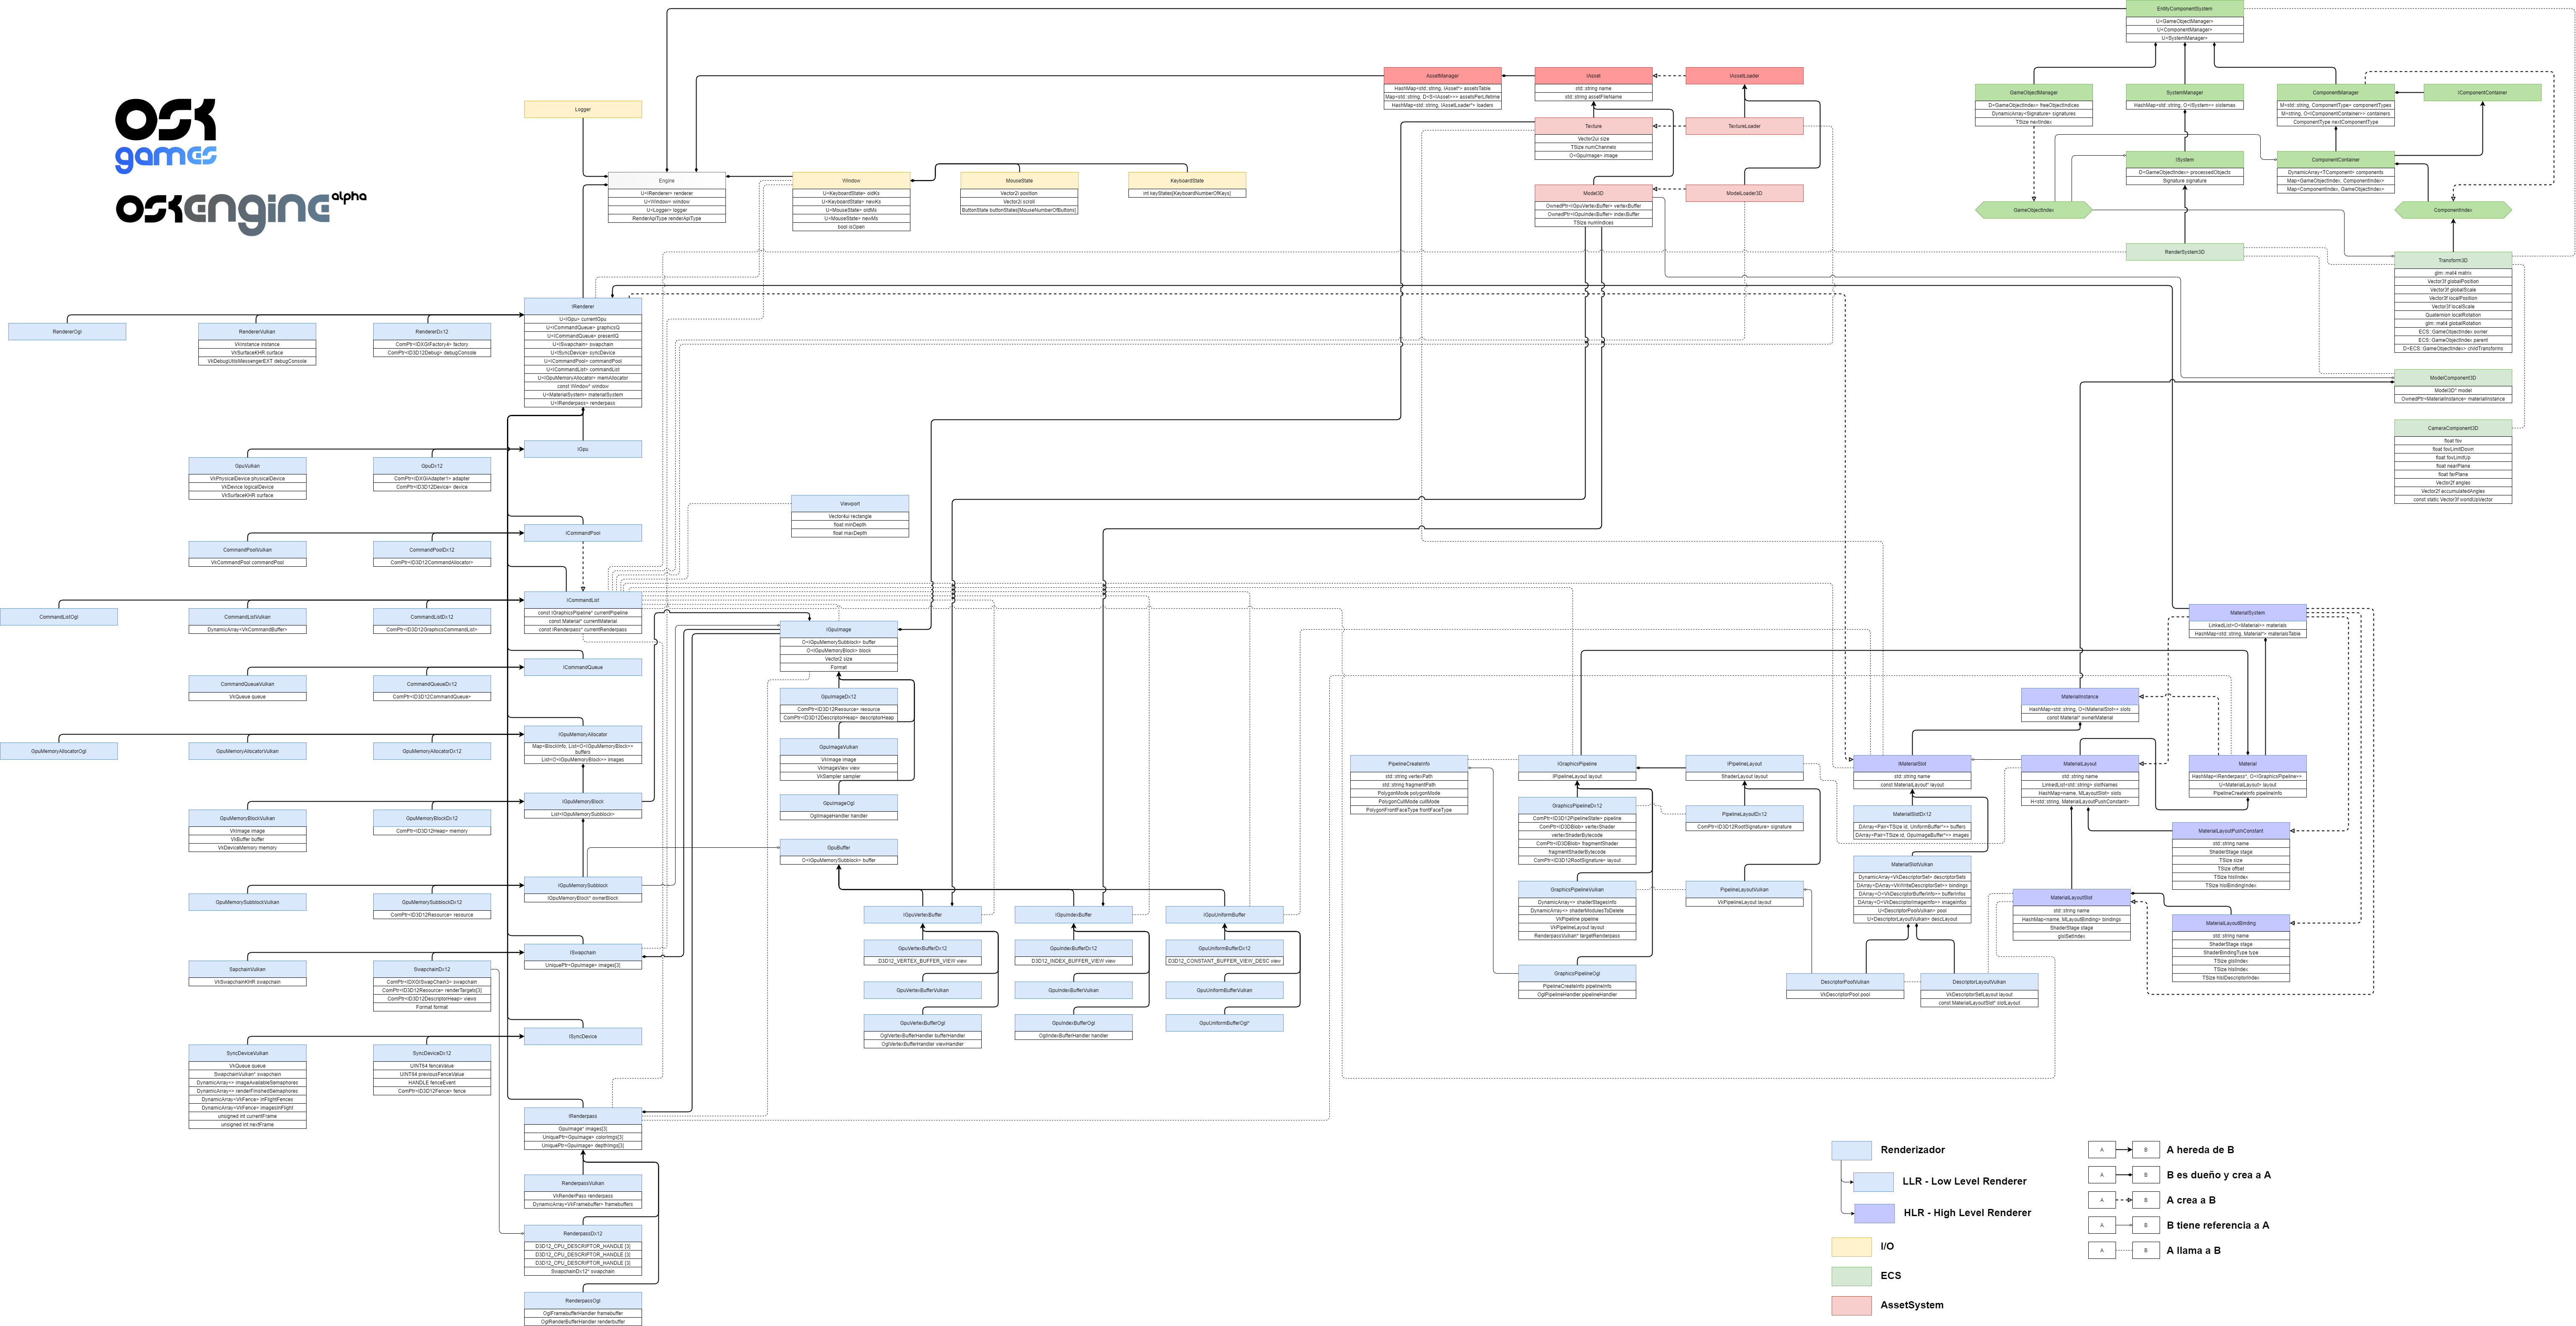 OSK
games
OSKengine alpha
EntityComponentSystem
U<GameObjectManager>
U<ComponentManager>
U<SystemManager>
AssetManager
HashMap<std::string, IAsset*> assetsTable
Map<std::string, D<S<IAsset>>> assetsPerLifetime
HashMap<std::string, IAssetLoader*> loaders
IAsset
std::string name
std::string assetFileName
IAssetLoader
GameObjectManager
D<GameObjectIndex> freeObjectIndices
DynamicArray<Signature> signatures
TSize nextIndex
SystemManager
HashMap<std::string, O<ISystem>> sistemas
ComponentManager
M<std::string, ComponentType> componentTypes
M<string, O<IComponentContainer>> containers
ComponentType nextComponentType
IComponentContainer
Logger
Texture
Vector2ui size
TSize numChannels
O<GpuImage> image
TextureLoader
ISystem
D<GameObjectIndex> processedObjects
Signature signature
ComponentContainer
DynamicArray<TComponent> components
Map<GameObjectIndex, ComponentIndex>
Map<ComponentIndex, GameObjectIndex>
Engine
U<IRenderer> renderer
U<Window> window
U<Logger> logger
RenderApiType renderApiType
Window
U<KeyboardState> oldKs
U<KeyboardState> newKs
U<MouseState> oldMs
U<MouseState> newMs
bool isOpen
MouseState
Vector2i position
Vector2i scroll
ButtonState buttonStates[MouseNumberOfButtons]
KeyboardState
int keyStates[KeyboardNumberOfKeys]
Model3D
OwnedPtr<IGpuVertexBuffer> vertexBuffer
OwnedPtr<IGpuIndexBuffer> indexBuffer
TSize numIndices
ModelLoader3D
GameObjectIndex
ComponentIndex
RenderSystem3D
Transform3D
glm::mat4 matrix
Vector3f globalPosition
Vector3f globalScale
Vector3f localPosition
Vector3f localScale
Quaternion localRotation
glm::mat4 globalRotation
ECS::GameObjectIndex owner
ECS::GameObjectIndex parent
D<ECS::GameObjectIndex> childTransforms
IRenderer
U<IGpu> currentGpu
U<ICommandQueue> graphicsQ
U<ICommandQueue> presentQ
U<ISwapchain> swapchain
U<ISyncDevice> syncDevice
U<ICommandPool> commandPool
U<ICommandList> commandList
U<IGpuMemoryAllocator> memAllocator
const Window* window
U<MaterialSystem> materialSystem
U<IRenderpass> renderpass
RendererOgl
RendererVulkan
VkInstance instance
VkSurfaceKHR surface
VkDebugUtilsMessengerEXT debugConsole
RendererDx12
ComPtr<IDXGIFactory4> factory
ComPtr<ID3D12Debug> debugConsole
ModelComponent3D
Model3D* model
OwnedPtr<MaterialInstance> materialInstance
CameraComponent3D
float fov
float fovLimitDown
float fovLimitUp
float nearPlane
float farPlane
Vector2f angles
Vector2f accumulatedAngles
const static Vector3f worldUpVector
IGpu
GpuVulkan
VkPhysicalDevice physicalDevice
VkDevice logicalDevice
VkSurfaceKHR surface
GpuDx12
ComPtr<IDXGIAdapter1> adapter
ComPtr<ID3D12Device> device
Viewport
Vector4ui rectangle
float minDepth
float maxDepth
ICommandPool
CommandPoolVulkan
VkCommandPool commandPool
CommandPoolDx12
ComPtr<ID3D12CommandAllocator>
ICommandList
const IGraphicsPipeline* currentPipeline
const Material* currentMaterial
const IRenderpass* currentRenderpass
CommandListOgl
CommandListVulkan
DynamicArray<VkCommandBuffer>
CommandListDx12
ComPtr<ID3D12GraphicsCommandList>
IGpuImage
O<IGpuMemorySubblock> buffer
O<IGpuMemoryBlock> block
Vector2 size
Format
MaterialSystem
LinkedList<O<Material>> materials
HashMap<std::string, Material*> materialsTable
ICommandQueue
CommandQueueVulkan
VkQueue queue
CommandQueueDx12
ComPtr<ID3D12CommandQueue>
GpuImageDx12
ComPtr<ID3D12Resource> resource
ComPtr<ID3D12DescriptorHeap> descriptorHeap
MaterialInstance
HashMap<std::string, O<IMaterialSlot>> slots
const Material* ownerMaterial
IGpuMemoryAllocator
Map<BlockInfo, List<O<IGpuMemoryBlock>>
buffers
List<O<IGpuMemoryBlock>> images
GpuMemoryAllocatorOgl
GpuMemoryAllocatorVulkan
GpuMemoryAllocatorDx12
GpuImageVulkan
VkImage image
VkImageView view
VkSampler sampler
GpuImageOgl
OglImageHandler handler
PipelineCreateInfo
std::string vertexPath
std::string fragmentPath
PolygonMode polygonMode
PolygonCullMode cullMode
PolygonFrontFaceType frontFaceType
IGraphicsPipeline
IPipelineLayout layout
IPipelineLayout
ShaderLayout layout
IMaterialSlot
std::string name
const MaterialLayout* layout
MaterialLayout
std::string name
LinkedList<std::string> slotNames
HashMap<name, MLayoutSlot> slots
H<std::string, MaterialLayoutPushConstant>
Material
HashMap<IRenderpass*, O<IGraphicsPipeline>>
U<MaterialLayout> layout
PipelineCreateInfo pipelineInfo
IGpuMemoryBlock
List<IGpuMemorySubblock>
GpuMemoryBlockVulkan
VkImage image
VkBuffer buffer
VkDeviceMemory memory
GpuMemoryBlockDx12
ComPtr<ID3D12Heap> memory
GraphicsPipelineDx12
ComPtr<ID3D12PipelineState> pipeline
ComPtr<ID3DBlob> vertexShader
vertexShaderBytecode
ComPtr<ID3DBlob> fragmentShader
fragmentShaderBytecode
ComPtr<ID3D12RootSignature> layout
PipelineLayoutDx12
ComPtr<ID3D12RootSignature> signature
MaterialSlotDx12
DArray<Pair<TSize id, UniformBuffer*>> buffers
DArray<Pair<TSize id, GpuImageBuffer*>> images
MaterialLayoutPushConstant
std::string name
ShaderStage stage
TSize size
TSize offset
TSize hlslIndex
TSize hlslBindingIndex
GpuBuffer
O<IGpuMemorySubblock> buffer
MaterialSlotVulkan
DynamicArray<VkDescriptorSet> descriptorSets
DArray<DArray<VkWriteDescriptorSet>> bindings
DArray<O<VkDescriptorBufferInfo>> bufferInfos
DArray<O<VkDescriptorImageInfo>> imageInfos
U<DescriptorPoolVulkan> pool
U<DescriptorLayoutVulkan> descLayout
IGpuMemorySubblock
IGpuMemoryBlock* ownerBlock
GpuMemorySubblockVulkan
GpuMemorySubblockDx12
ComPtr<ID3D12Resource> resource
GraphicsPipelineVulkan
DynamicArray<> shaderStagesInfo
DynamicArray<> shaderModulesToDelete
VkPipeline pipeline
VkPipelineLayout layout
RenderpassVulkan* targetRenderpass
PipelineLayoutVulkan
VkPipelineLayout layout
MaterialLayoutSlot
std::string name
HashMap<name, MLayoutBinding> bindings
ShaderStage stage
glslSetIndex
MaterialLayoutBinding
std::string name
ShaderStage stage
ShaderBindingType type
TSize glslIndex
TSize hlslIndex
TSize hlslDescriptorIndex
IGpuVertexBuffer
IGpuIndexBuffer
IGpuUniformBuffer
GpuVertexBufferDx12
D3D12_VERTEX_BUFFER_VIEW view
GpuIndexBufferDx12
D3D12_INDEX_BUFFER_VIEW view
GpuUniformBufferDx12
D3D12_CONSTANT_BUFFER_VIEW_DESC view
GpuVertexBufferVulkan
GpuIndexBufferVulkan
GpuUniformBufferVulkan
GpuVertexBufferOgl
OglVertexBufferHandler bufferHandler
OglVertexBufferHandler viewHandler
GpuIndexBufferOgl
OglIndexBufferHandler handler
GpuUniformBufferOgl*
ISwapchain
UniquePtr<GpuImage> images[3]
SapchainVulkan
VkSwapchainKHR swapchain
SwapchainDx12
ComPtr<IDXGISwapChain3> swapchain
ComPtr<ID3D12Resource> renderTargets[3]
ComPtr<ID3D12DescriptorHeap> views
Format format
GraphicsPipelineOgl
PipelineCreateInfo pipelineInfo
OglPipelineHandler pipelineHandler
DescriptorPoolVulkan
VkDescriptorPool pool
DescriptorLayoutVulkan
VkDescriptorSetLayout layout
const MaterialLayoutSlot* slotLayout
ISyncDevice
SyncDeviceVulkan
VkQueue queue
SwapchainVulkan* swapchain
DynamicArray<> imageAvailableSemaphores
DynamicArray<> renderFinishedSemaphores
DynamicArray<VkFence> inFlightFences
DynamicArray<VkFence> imagesInFlight
unsigned int currentFrame
unsigned int nextFrame
SyncDeviceDx12
UINT64 fenceValue
UINT64 previousFenceValue
HANDLE fenceEvent
ComPtr<ID3D12Fence> fence
IRenderpass
GpuImage* images[3]
UniquePtr<GpuImage> colorImgs[3]
UniquePtr<GpuImage> depthImgs[3]
RenderpassVulkan
VkRenderPass renderpass
DynamicArray<VkFramebuffer> framebuffers
RenderpassDx12
D3D12_CPU_DESCRIPTOR_HANDLE [3]
D3D12_CPU_DESCRIPTOR_HANDLE [3]
D3D12_CPU_DESCRIPTOR_HANDLE [3]
SwapchainDx12* swapchain
RenderpassOgl
OglFramebufferHandler framebuffer
OglRenderBufferHandler renderbuffer
Renderizador
LLR - Low Level Renderer
HLR - High Level Renderer
I/O
ECS
AssetSystem
A B A hereda de B
A B B es dueño y crea a A
A B A crea a B
A B B tiene referencia a A
A B A llama a B